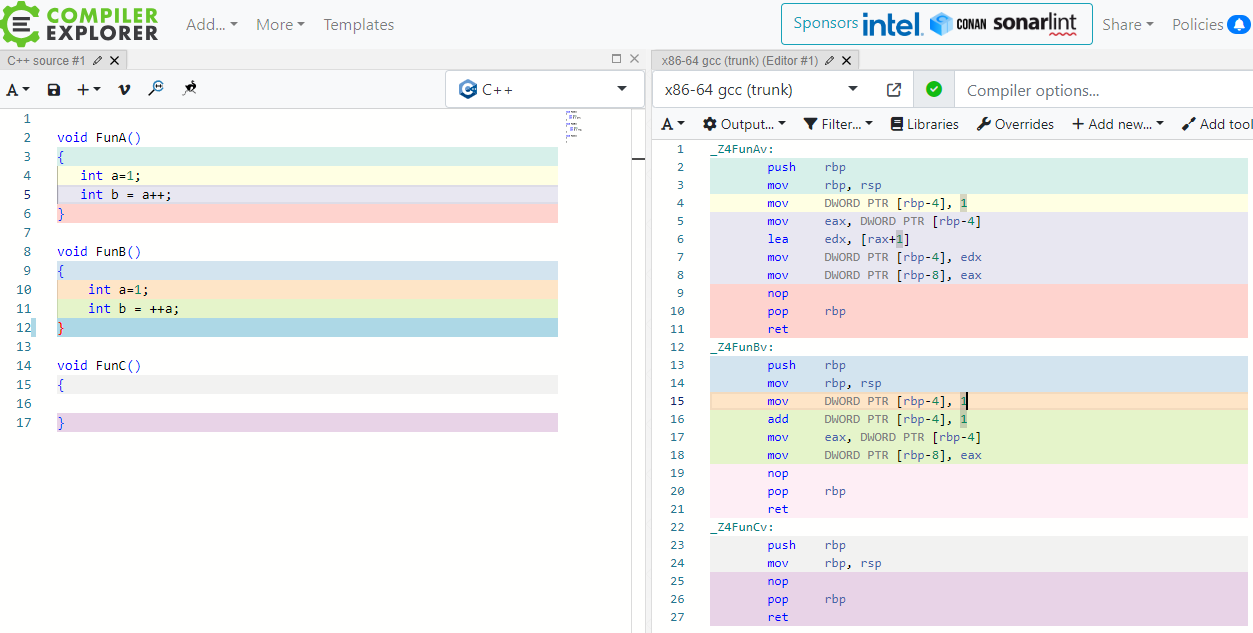 COMPILER EXPLORER Add... More Templates Sponsors intel. CONAN sonarlint Share Policies
C++ source #1
A + v C++
1
2 void FunA()
3 {
4 int a=1;
5 int b = a++;
6 }
7
8 void FunB()
9 {
10 int a=1;
11 int b = ++a;
12 }
13
14 void FunC()
15 {
16
17 }
x86-64 gcc (trunk) (Editor #1)
x86-64 gcc (trunk) Compiler options...
A Output... Filter... Libraries Overrides + Add new... Add tool
1 _Z4FunAv:
2 push rbp
3 mov rbp, rsp
4 mov DWORD PTR [rbp-4], 1
5 mov eax, DWORD PTR [rbp-4]
6 lea edx, [rax+1]
7 mov DWORD PTR [rbp-4], edx
8 mov DWORD PTR [rbp-8], eax
9 nop
10 pop rbp
11 ret
12 _Z4FunBv:
13 push rbp
14 mov rbp, rsp
15 mov DWORD PTR [rbp-4], 1
16 add DWORD PTR [rbp-4], 1
17 mov eax, DWORD PTR [rbp-4]
18 mov DWORD PTR [rbp-8], eax
19 nop
20 pop rbp
21 ret
22 _Z4FunCv:
23 push rbp
24 mov rbp, rsp
25 nop
26 pop rbp
27 ret